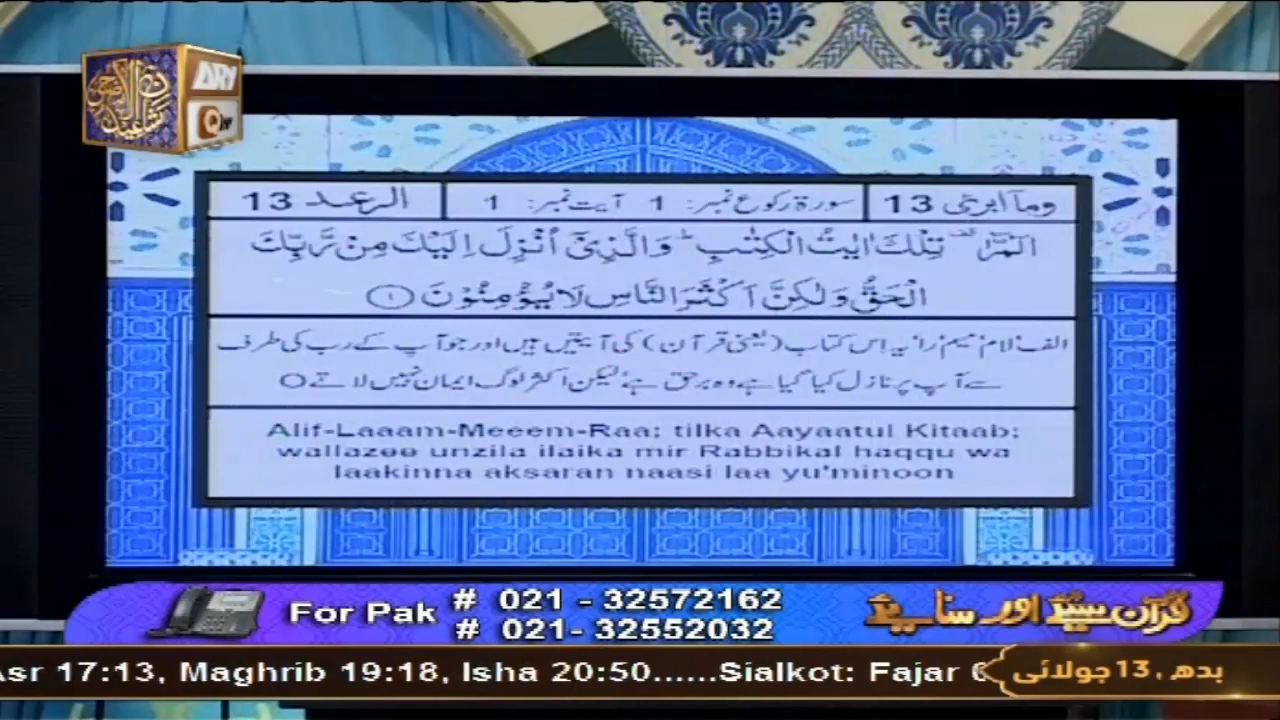 ARY
Qtv
وما ابرئ 13
سورة رکوع نمبر: 1 آیت نمبر: 1
الرعد 13
الٓمّٓرٰ ۫ تِلْكَ اٰیٰتُ الْكِتٰبِ ؕ وَالَّذِیْۤ اُنْزِلَ اِلَیْكَ مِنْ رَّبِّكَ
الْحَقُّ وَلٰكِنَّ اَكْثَرَ النَّاسِ لَا یُؤْمِنُوْنَ ﴿۱﴾
الف، لام، میم، را، یہ اِس کتاب (یعنی قرآن) کی آیتیں ہیں اور جو آپ کے رب کی طرف
سے آپ پر نازل کیا گیا ہے، وہ برحق ہے، لیکن اکثر لوگ ایمان نہیں لاتے ○
Alif-Laaam-Meeem-Raa; tilka Aayaatul Kitaab;
wallazee unzila ilaika mir Rabbikal haqqu wa
laakinna aksaran naasi laa yu'minoon
For Pak # 021 - 32572162
# 021- 32552032
قرآن سنیئے اور سنایئے
Asr 17:13, Maghrib 19:18, Isha 20:50......Sialkot: Fajar
بدھ، 13 جولائی